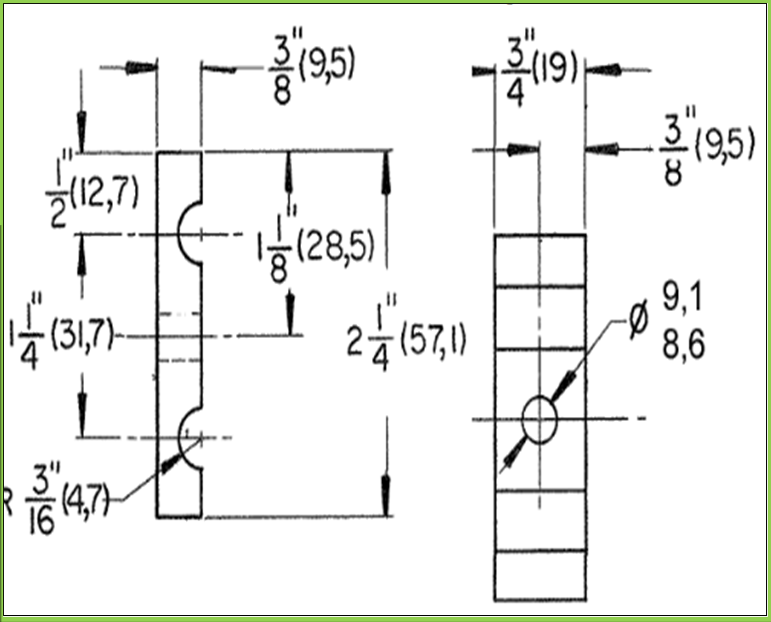 3/8" (9,5)
3/4" (19)
3/8" (9,5)
1/2" (12,7)
1 1/8" (28,5)
1 1/4" (31,7)
2 1/4" (57,1)
Ø 9,1
8,6
R 3/16" (4,7)